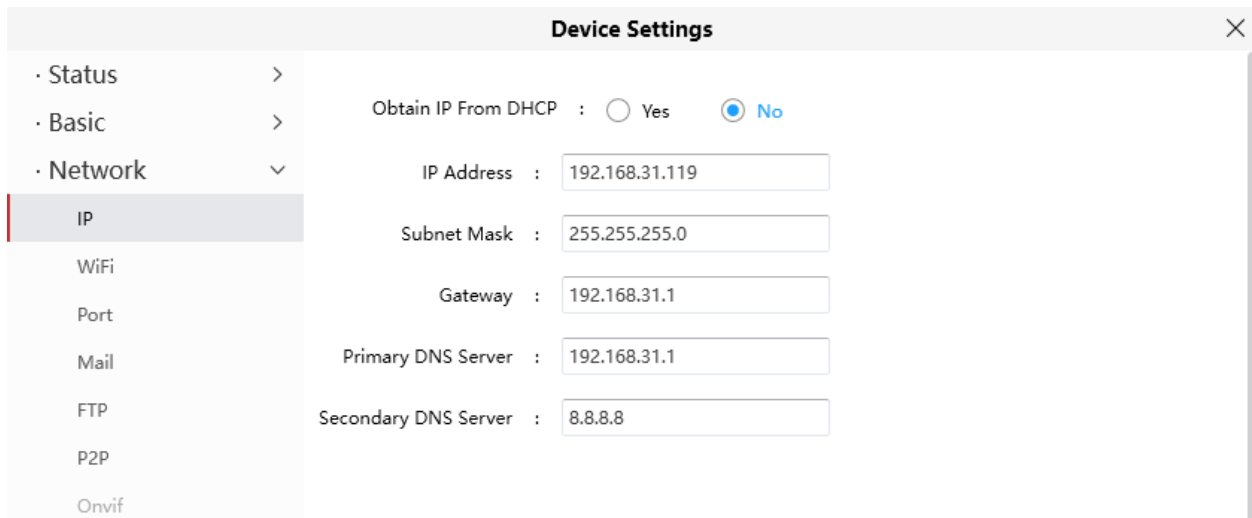 Device Settings
· Status
· Basic
· Network
IP
WiFi
Port
Mail
FTP
P2P
Onvif
Obtain IP From DHCP : Yes No
IP Address : 192.168.31.119
Subnet Mask : 255.255.255.0
Gateway : 192.168.31.1
Primary DNS Server : 192.168.31.1
Secondary DNS Server : 8.8.8.8